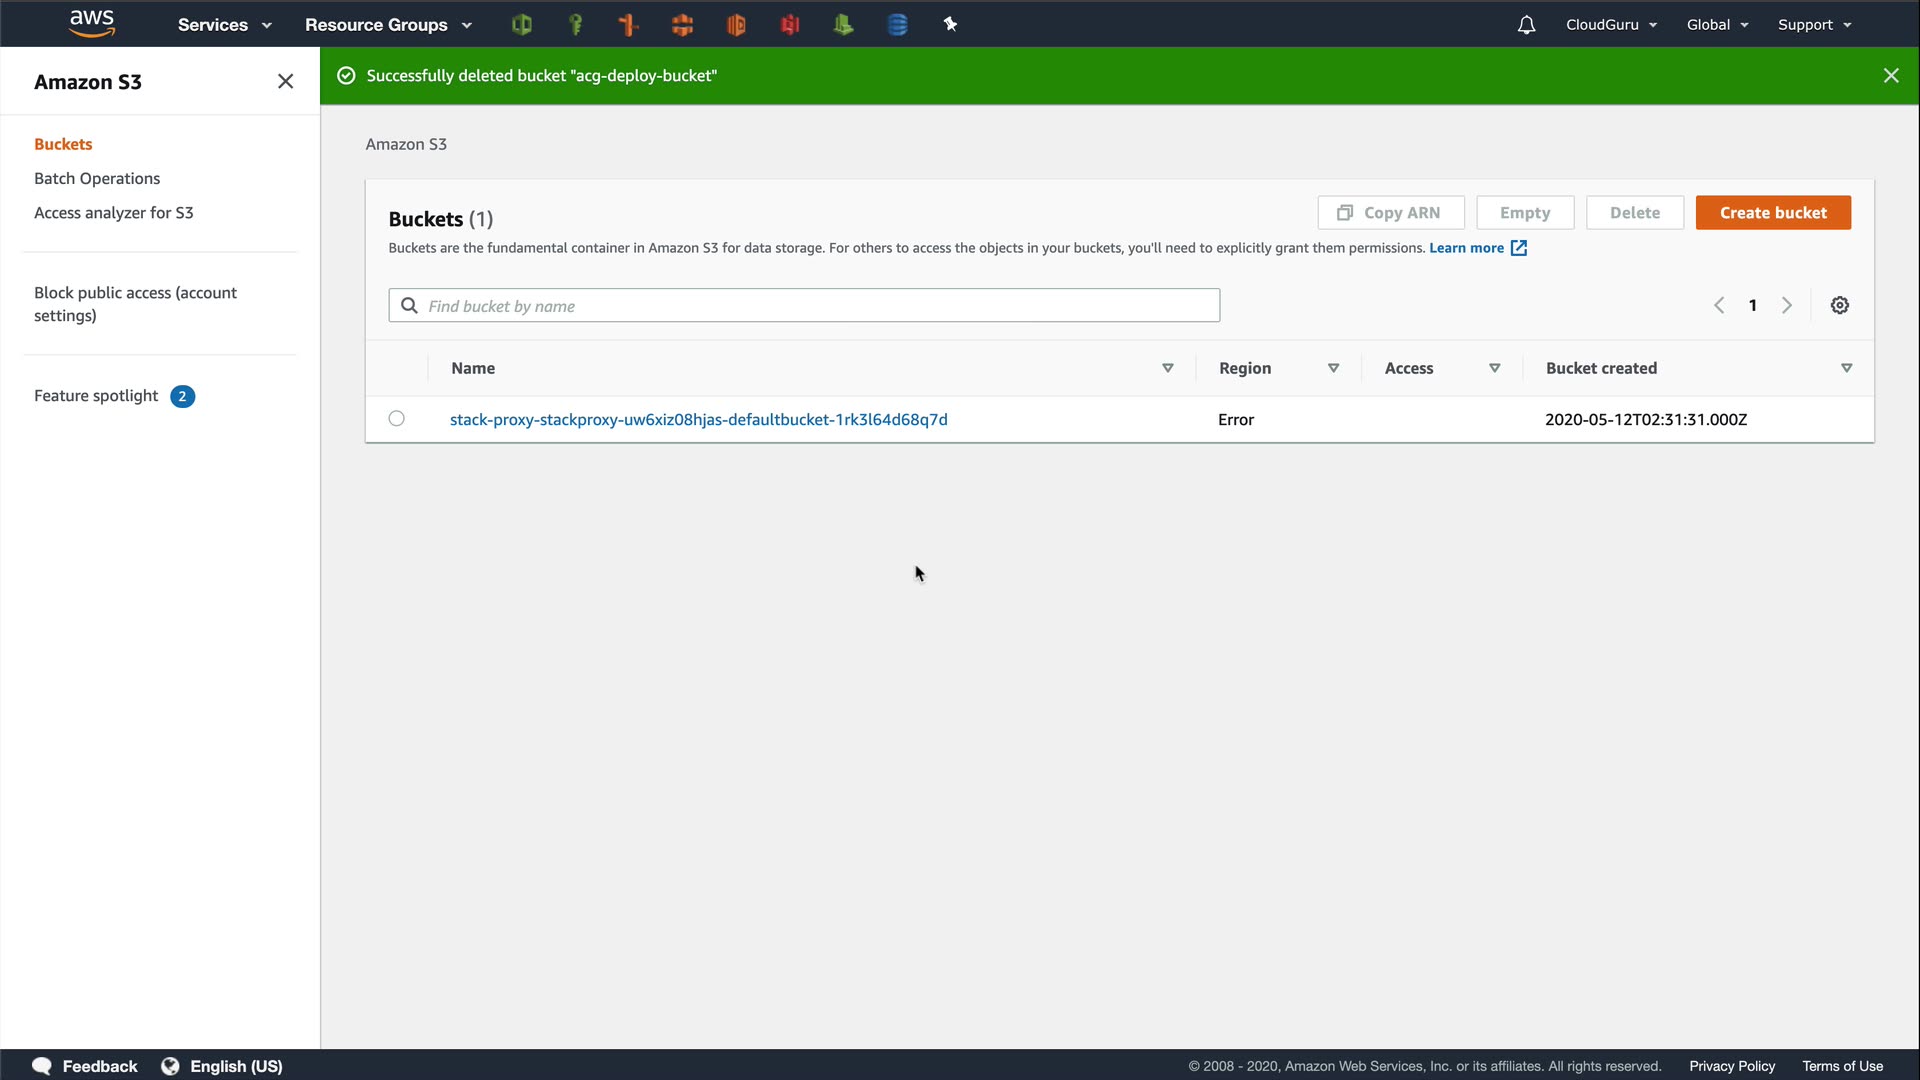 aws
Services
Resource Groups
CloudGuru
Global
Support
Amazon S3
Successfully deleted bucket "acg-deploy-bucket"
Buckets
Batch Operations
Access analyzer for S3
Block public access (account
settings)
Feature spotlight 2
Amazon S3
Buckets (1)
Copy ARN
Empty
Delete
Create bucket
Buckets are the fundamental container in Amazon S3 for data storage. For others to access the objects in your buckets, you'll need to explicitly grant them permissions. Learn more
Find bucket by name
1
Name
Region
Access
Bucket created
stack-proxy-stackproxy-uw6xiz08hjas-defaultbucket-1rk3l64d68q7d
Error
2020-05-12T02:31:31.000Z
Feedback
English (US)
© 2008 - 2020, Amazon Web Services, Inc. or its affiliates. All rights reserved.
Privacy Policy
Terms of Use